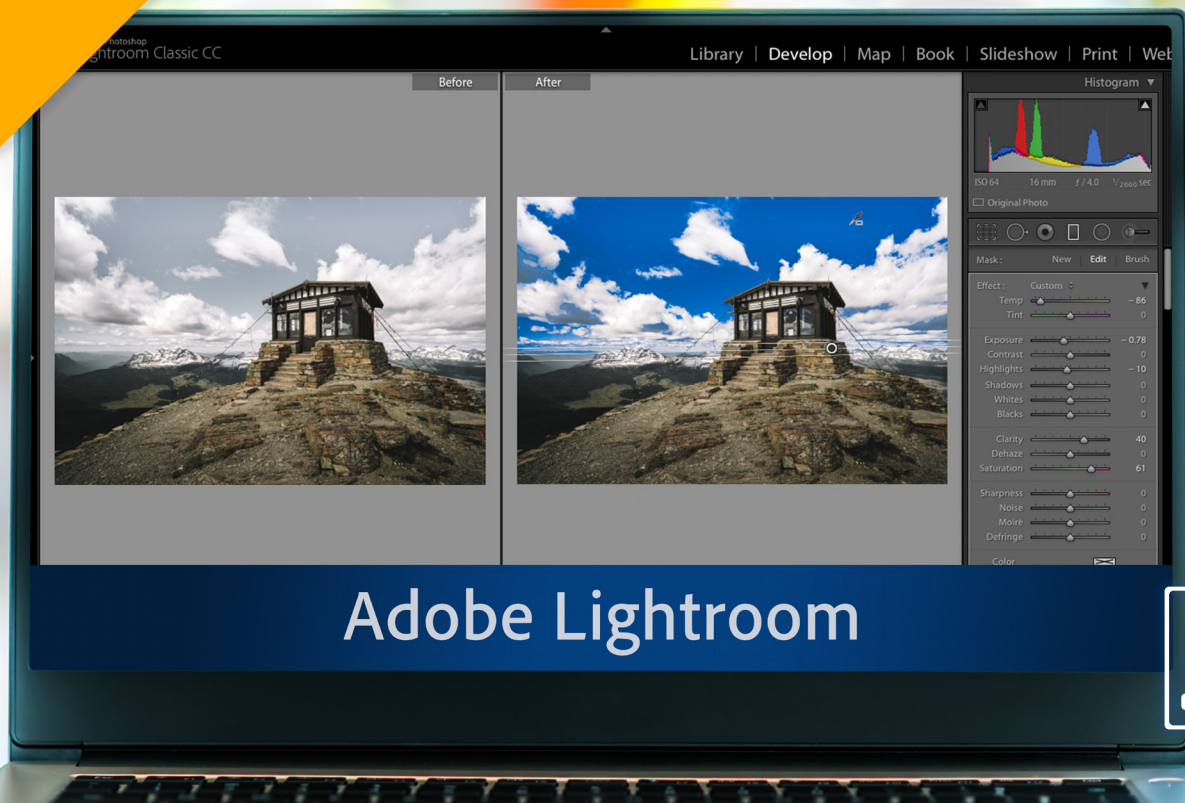 Photoshop
Lightroom Classic CC
Library | Develop | Map | Book | Slideshow | Print | Web
Before
After
Histogram
ISO 64 16 mm ƒ / 4.0 1/2000 sec
Original Photo
Mask : New | Edit | Brush
Effect : Custom
Temp – 86
Tint 0
Exposure – 0.78
Contrast 0
Highlights – 10
Shadows 0
Whites 0
Blacks 0
Clarity 40
Dehaze 0
Saturation 61
Sharpness 0
Noise 0
Moiré 0
Defringe 0
Color
Adobe Lightroom